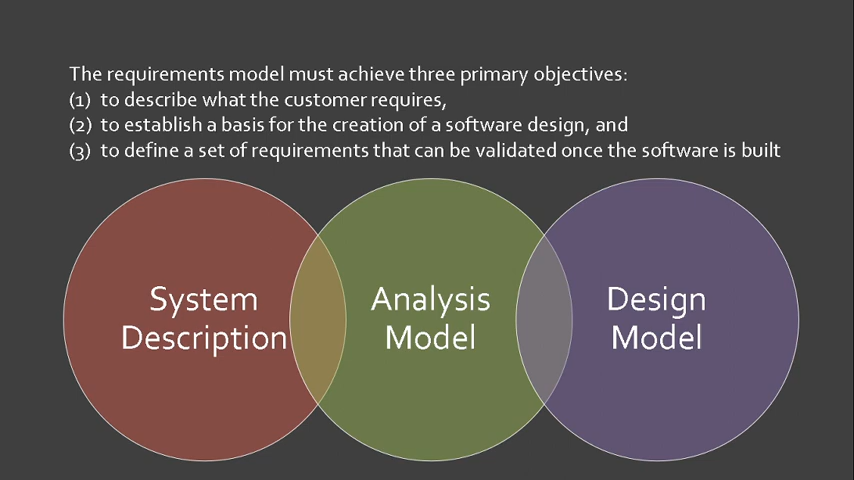 The requirements model must achieve three primary objectives:
(1) to describe what the customer requires,
(2) to establish a basis for the creation of a software design, and
(3) to define a set of requirements that can be validated once the software is built
System
Description
Analysis
Model
Design
Model